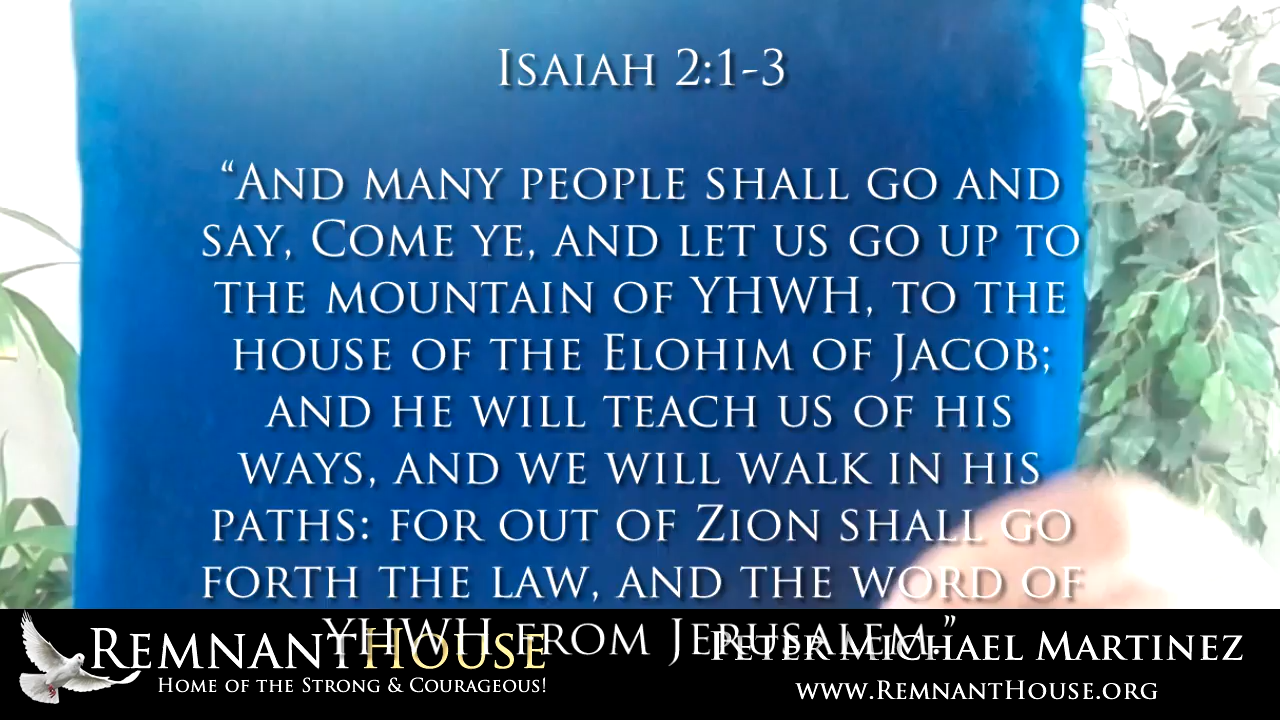 Isaiah 2:1-3
“And many people shall go and
say, Come ye, and let us go up to
the mountain of YHWH, to the
house of the Elohim of Jacob;
and he will teach us of his
ways, and we will walk in his
paths: for out of Zion shall go
forth the law, and the word of
YHWH from Jerusalem.”
RemnantHouse
Home of the Strong & Courageous!
Peter Michael Martinez
www.RemnantHouse.org